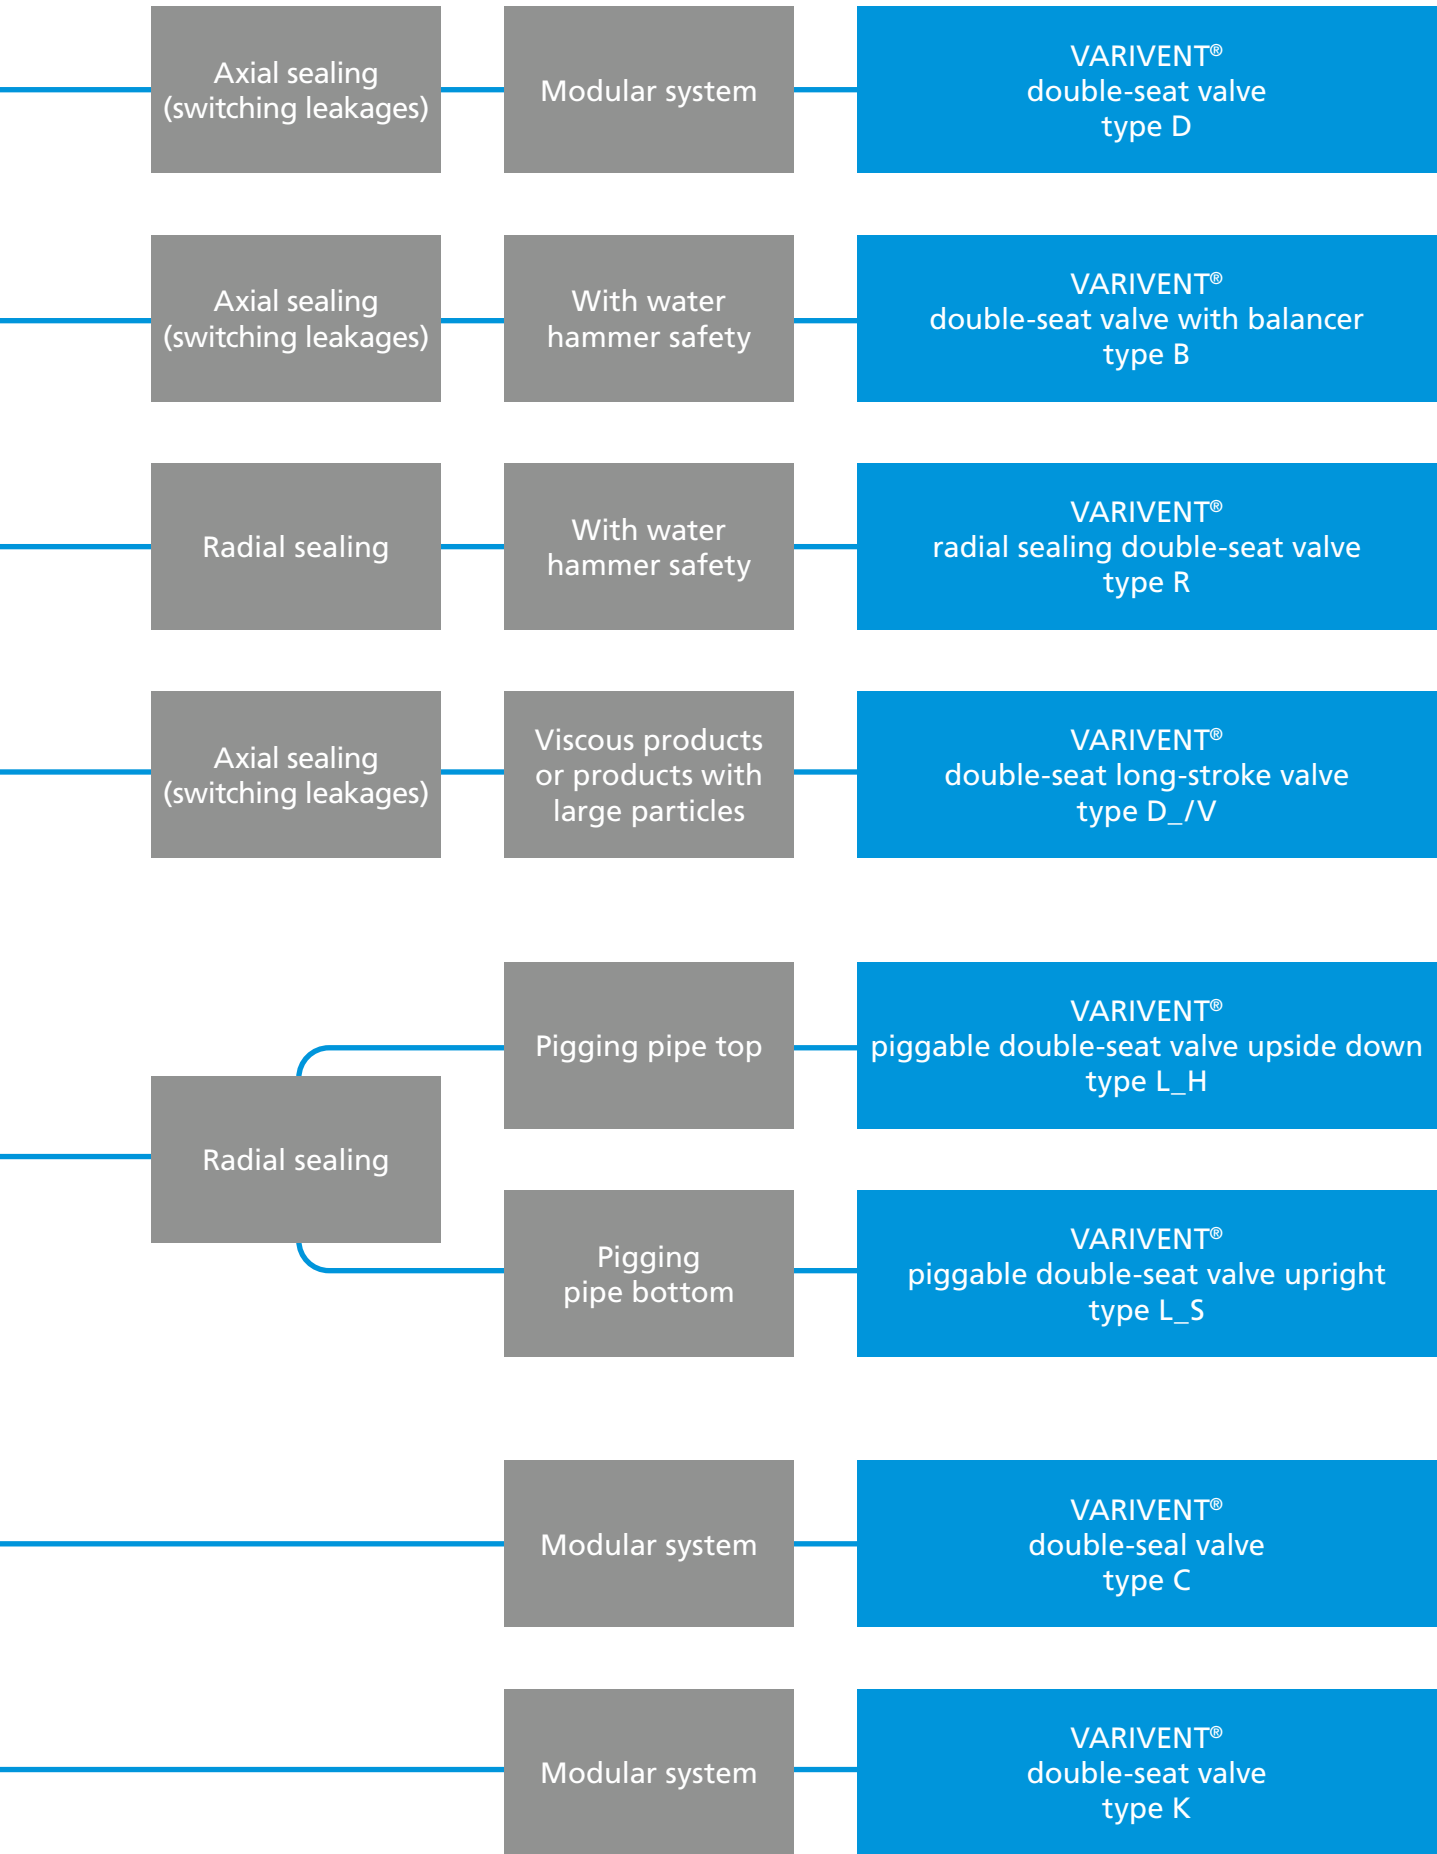 Axial sealing
(switching leakages)
Modular system
VARIVENT®
double-seat valve
type D
Axial sealing
(switching leakages)
With water
hammer safety
VARIVENT®
double-seat valve with balancer
type B
Radial sealing
With water
hammer safety
VARIVENT®
radial sealing double-seat valve
type R
Axial sealing
(switching leakages)
Viscous products
or products with
large particles
VARIVENT®
double-seat long-stroke valve
type D_/V
Radial sealing
Pigging pipe top
VARIVENT®
piggable double-seat valve upside down
type L_H
Pigging
pipe bottom
VARIVENT®
piggable double-seat valve upright
type L_S
Modular system
VARIVENT®
double-seal valve
type C
Modular system
VARIVENT®
double-seat valve
type K